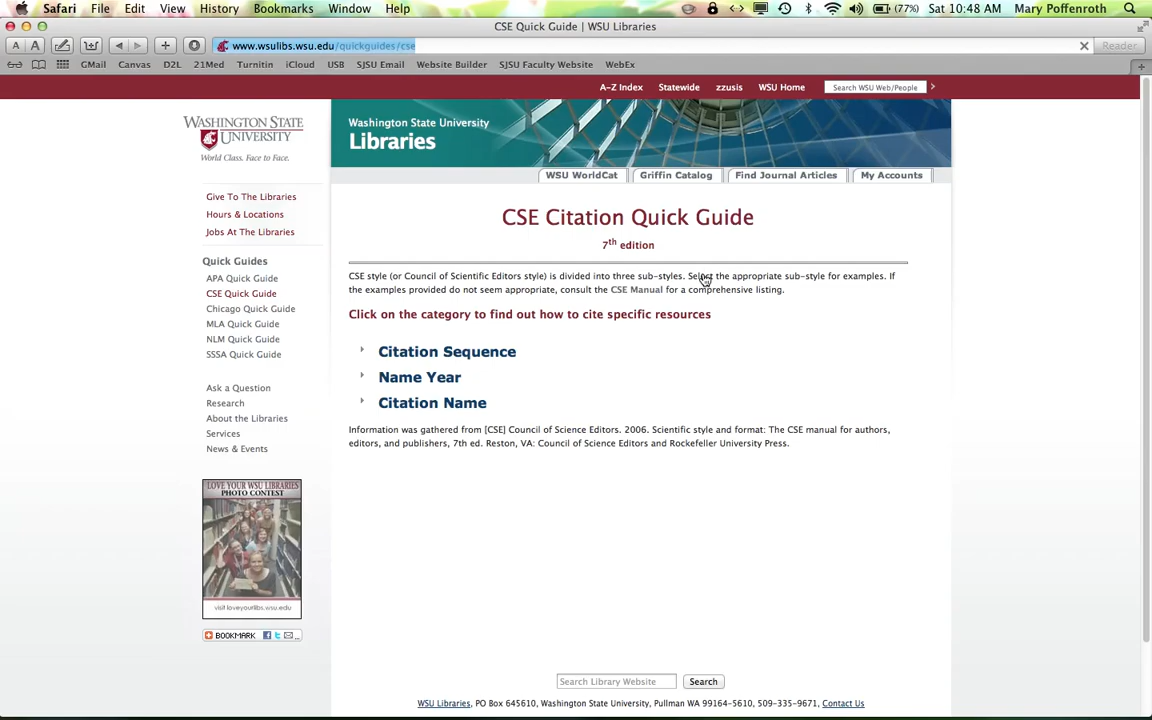 Safari File Edit View History Bookmarks Window Help (77%) Sat 10:48 AM Mary Poffenroth
CSE Quick Guide | WSU Libraries
A A www.wsulibs.wsu.edu/quickguides/cse Reader
GMail Canvas D2L 21Med Turnitin iCloud USB SJSU Email Website Builder SJSU Faculty Website WebEx
A-Z Index Statewide zzusis WSU Home Search WSU Web/People
WASHINGTON STATE
UNIVERSITY
World Class. Face to Face.
Washington State University
Libraries
WSU WorldCat Griffin Catalog Find Journal Articles My Accounts
Give To The Libraries
Hours & Locations
Jobs At The Libraries
Quick Guides
APA Quick Guide
CSE Quick Guide
Chicago Quick Guide
MLA Quick Guide
NLM Quick Guide
SSSA Quick Guide
Ask a Question
Research
About the Libraries
Services
News & Events
LOVE YOUR WSU LIBRARIES
PHOTO CONTEST
visit loveyourlibs.wsu.edu
BOOKMARK
CSE Citation Quick Guide
7th edition
CSE style (or Council of Scientific Editors style) is divided into three sub-styles. Select the appropriate sub-style for examples. If
the examples provided do not seem appropriate, consult the CSE Manual for a comprehensive listing.
Click on the category to find out how to cite specific resources
Citation Sequence
Name Year
Citation Name
Information was gathered from [CSE] Council of Science Editors. 2006. Scientific style and format: The CSE manual for authors,
editors, and publishers, 7th ed. Reston, VA: Council of Science Editors and Rockefeller University Press.
Search Library Website Search
WSU Libraries, PO Box 645610, Washington State University, Pullman WA 99164-5610, 509-335-9671, Contact Us